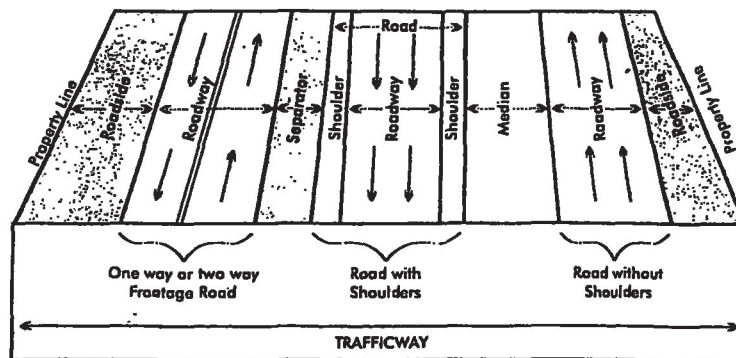 Road
Property Line
Roadside
Roadway
Separator
Shoulder
Roadway
Shoulder
Median
Roadway
Roadside
Property Line
One way or two way
Frontage Road
Road with
Shoulders
Road without
Shoulders
TRAFFICWAY